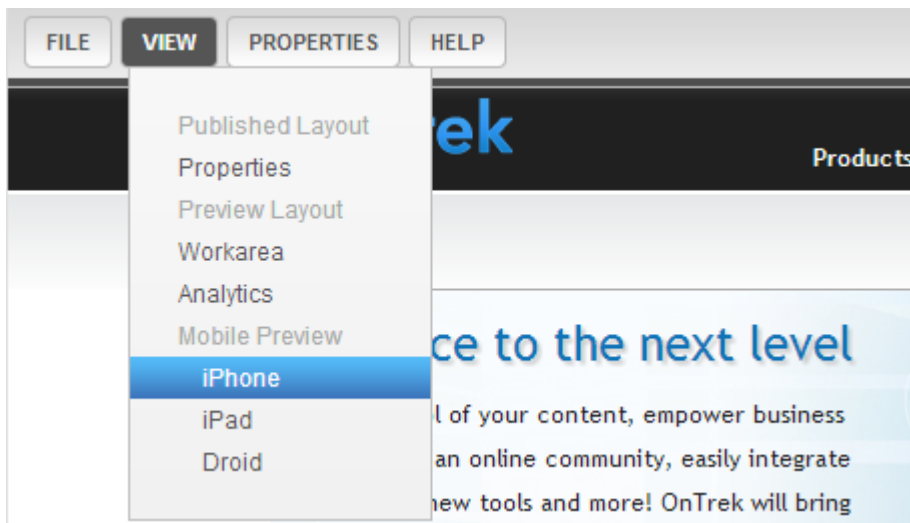 FILE VIEW PROPERTIES HELP
ek
Products
Published Layout
Properties
Preview Layout
Workarea
Analytics
Mobile Preview
iPhone
iPad
Droid
ce to the next level
of your content, empower business
an online community, easily integrate
new tools and more! OnTrek will bring